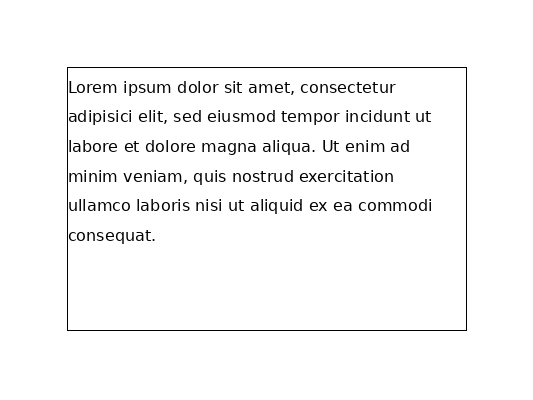 Lorem ipsum dolor sit amet, consectetur
adipisici elit, sed eiusmod tempor incidunt ut
labore et dolore magna aliqua. Ut enim ad
minim veniam, quis nostrud exercitation
ullamco laboris nisi ut aliquid ex ea commodi
consequat.